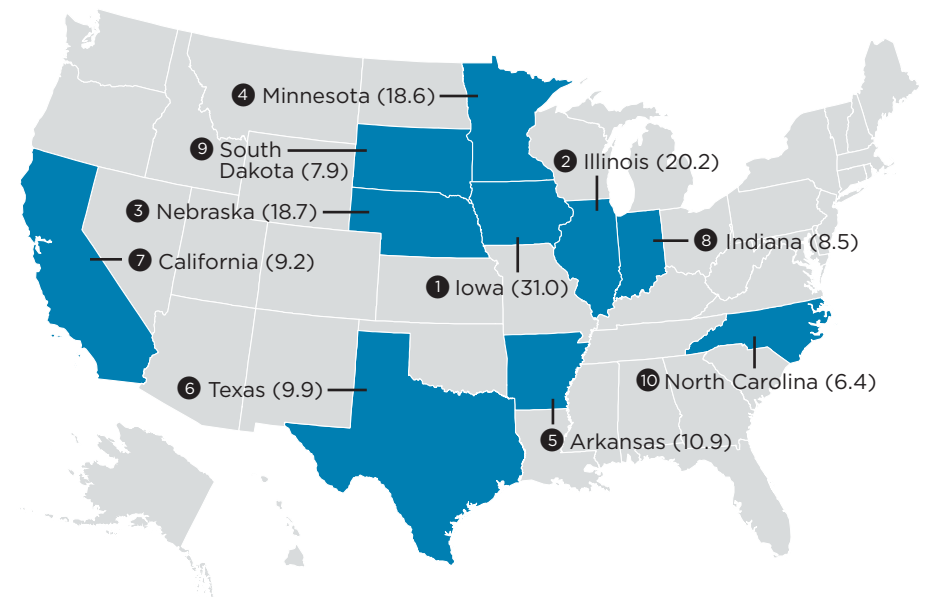 4 Minnesota (18.6)
9 South
Dakota (7.9)
2 Illinois (20.2)
3 Nebraska (18.7)
8 Indiana (8.5)
7 California (9.2)
1 Iowa (31.0)
6 Texas (9.9)
10 North Carolina (6.4)
5 Arkansas (10.9)